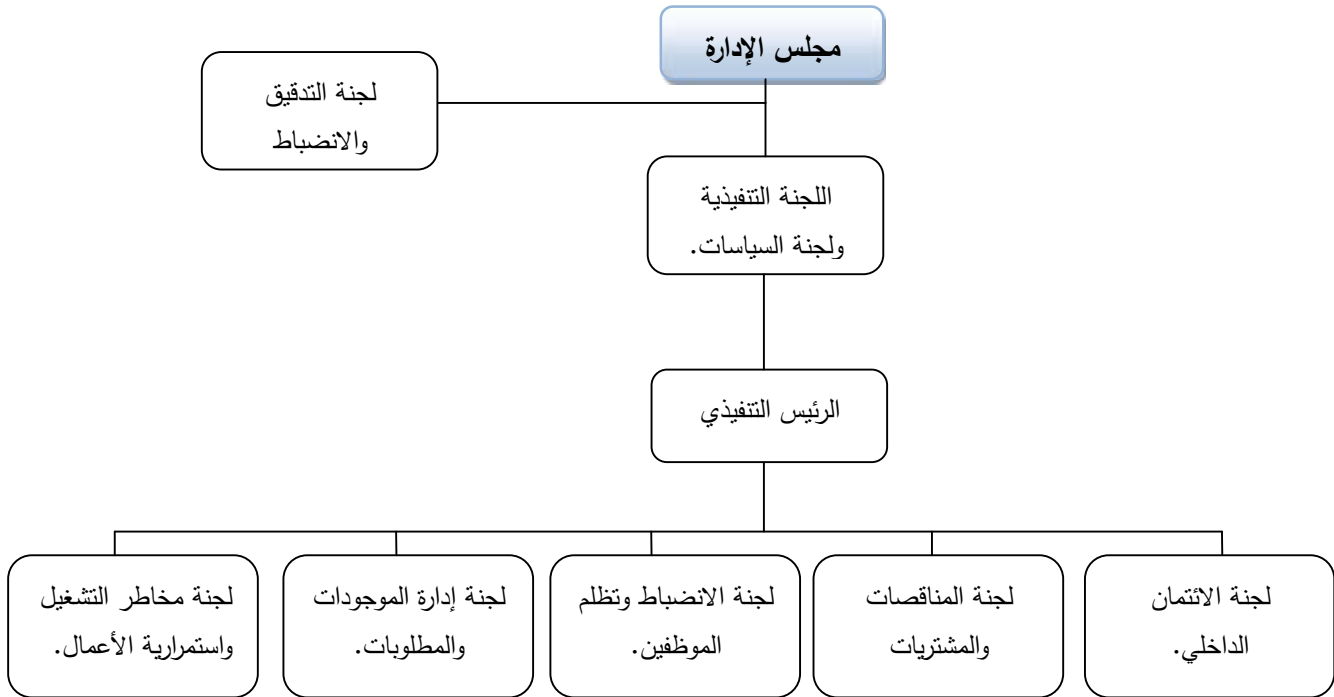 مجلس الإدارة
لجنة التدقيق
والانضباط
اللجنة التنفيذية
ولجنة السياسات.
الرئيس التنفيذي
لجنة الائتمان
الداخلي.
لجنة المناقصات
والمشتريات
لجنة الانضباط وتظلم
الموظفين.
لجنة إدارة الموجودات
والمطلوبات.
لجنة مخاطر التشغيل
واستمرارية الأعمال.